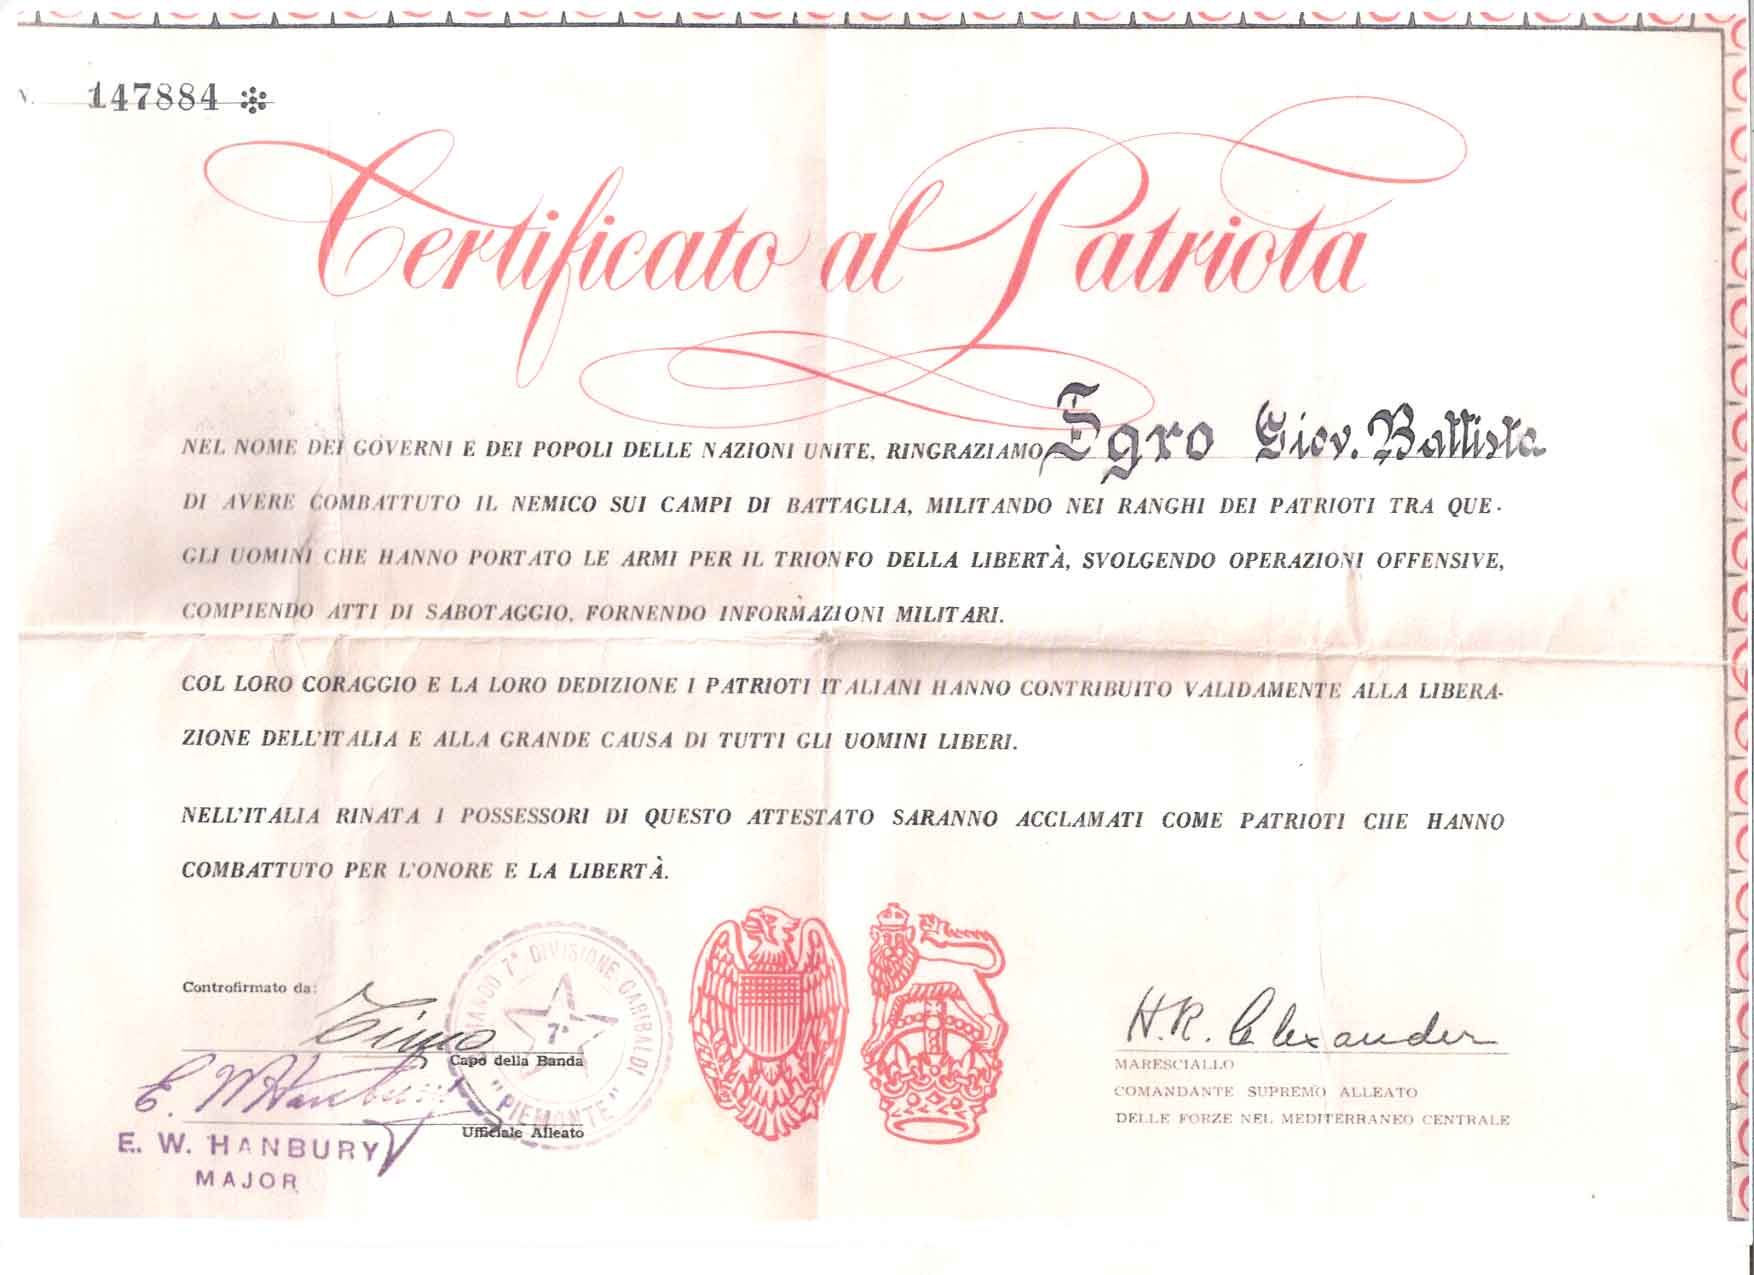 147884
Certificato al Patriota
NEL NOME DEI GOVERNI E DEI POPOLI DELLE NAZIONI UNITE, RINGRAZIAMO Sgro Giov. Battista
DI AVERE COMBATTUTO IL NEMICO SUI CAMPI DI BATTAGLIA, MILITANDO NEI RANGHI DEI PATRIOTI TRA QUE-
GLI UOMINI CHE HANNO PORTATO LE ARMI PER IL TRIONFO DELLA LIBERTÀ, SVOLGENDO OPERAZIONI OFFENSIVE,
COMPIENDO ATTI DI SABOTAGGIO, FORNENDO INFORMAZIONI MILITARI.
COL LORO CORAGGIO E LA LORO DEDIZIONE I PATRIOTI ITALIANI HANNO CONTRIBUITO VALIDAMENTE ALLA LIBERA-
ZIONE DELL'ITALIA E ALLA GRANDE CAUSA DI TUTTI GLI UOMINI LIBERI.
NELL'ITALIA RINATA I POSSESSORI DI QUESTO ATTESTATO SARANNO ACCLAMATI COME PATRIOTI CHE HANNO
COMBATTUTO PER L'ONORE E LA LIBERTÀ.
Controfirmato da:
Capo della Banda
E. W. Hanbury
Ufficiale Alleato
E. W. HANBURY
MAJOR
7ª DIVISIONE GARIBALDI
7ª
"PIEMONTE"
H.R. Alexander
MARESCIALLO
COMANDANTE SUPREMO ALLEATO
DELLE FORZE NEL MEDITERRANEO CENTRALE